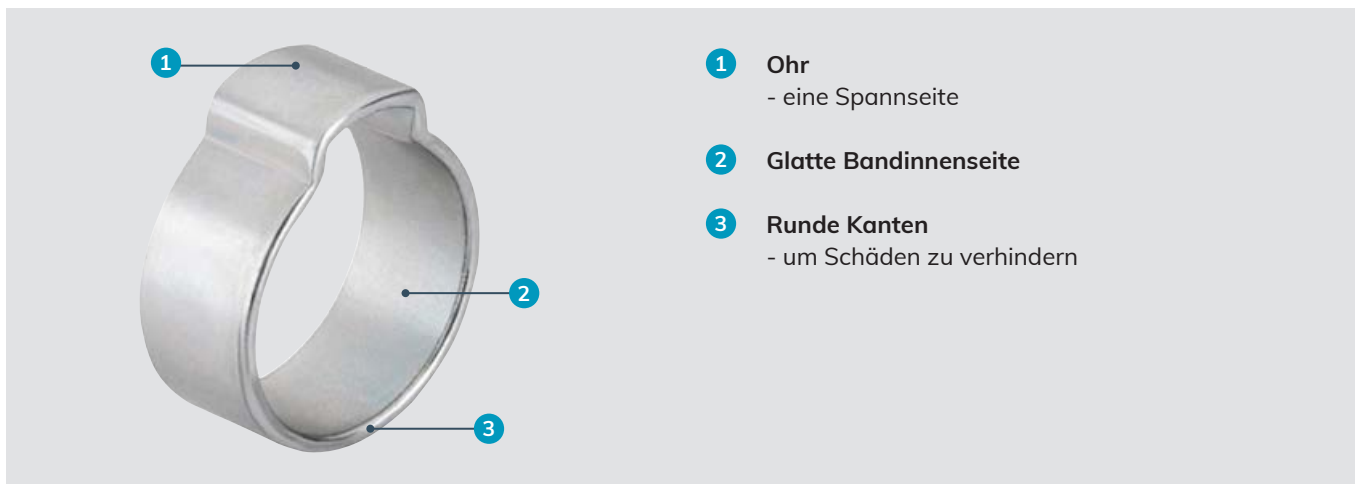 1
2
3
1 Ohr
- eine Spannseite
2 Glatte Bandinnenseite
3 Runde Kanten
- um Schäden zu verhindern